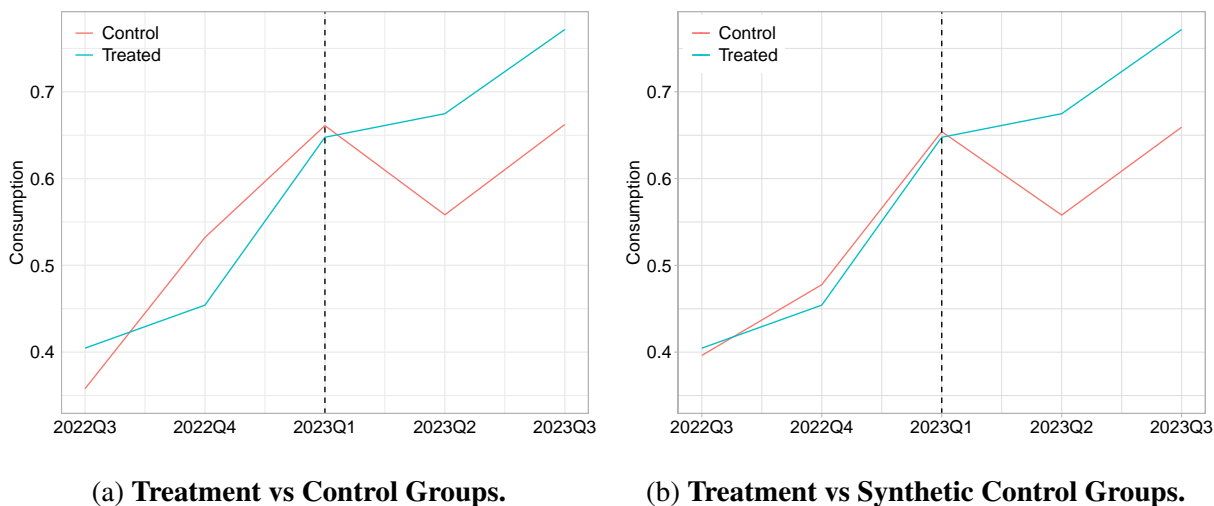 Control
Treated
0.7
0.6
0.5
0.4
Consumption
2022Q3 2022Q4 2023Q1 2023Q2 2023Q3
(a) Treatment vs Control Groups.
Control
Treated
0.7
0.6
0.5
0.4
Consumption
2022Q3 2022Q4 2023Q1 2023Q2 2023Q3
(b) Treatment vs Synthetic Control Groups.